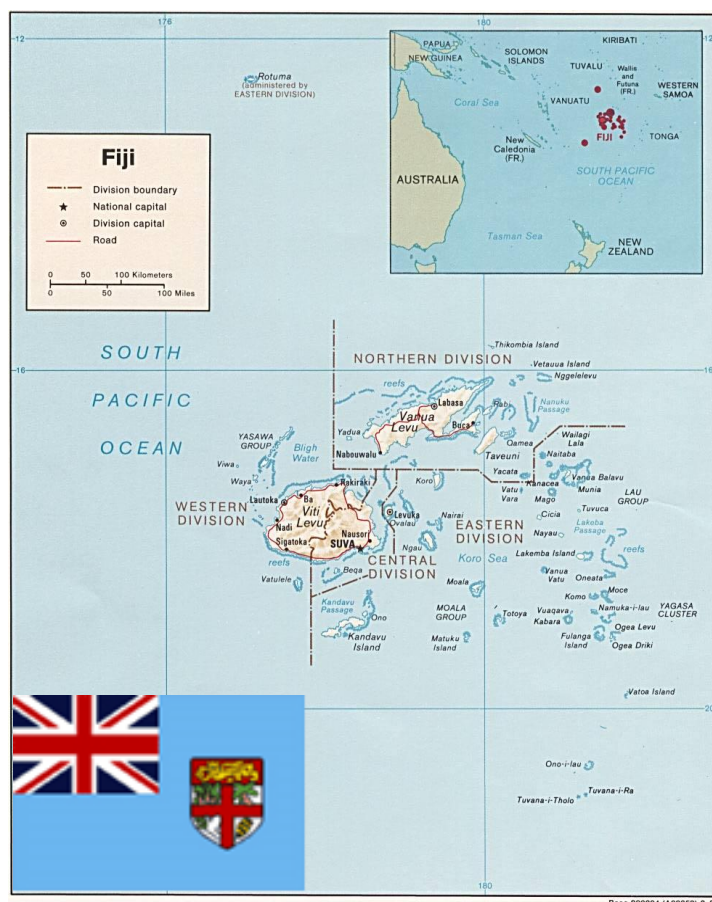 176
180
12
12
Rotuma
(administered by
EASTERN DIVISION)
PAPUA
NEW GUINEA
SOLOMON
ISLANDS
KIRIBATI
TUVALU
Wallis
and
Futuna
(FR.)
WESTERN
SAMOA
Coral Sea
VANUATU
FIJI
TONGA
New
Caledonia
(FR.)
SOUTH PACIFIC
OCEAN
AUSTRALIA
Tasman Sea
NEW
ZEALAND
Fiji
Division boundary
National capital
Division capital
Road
0 50 100 Kilometers
0 50 100 Miles
SOUTH
PACIFIC
OCEAN
16
16
Thikombia Island
NORTHERN DIVISION
Vetauua Island
Nggelelevu
reefs
Labasa
Rabi
Nanuku
Passage
Vanua
Levu
Buca
Yadua
Nabouwalu
Qamea
Taveuni
Wailagi
Lala
Naitaba
YASAWA
GROUP
Bligh
Water
Viwa
Waya
Koro
Yacata
Kanacea
Vanua Balavu
Vatu
Vara
Mago
Munia
LAU
GROUP
Rakiraki
Lautoka
Ba
WESTERN
DIVISION
Viti
Levu
Levuka
Ovalau
Nairai
EASTERN
DIVISION
Cicia
Tuvuca
Lakeba
Passage
Nadi
Nausori
Sigatoka
SUVA
Ngau
Nayau
Koro Sea
Lakemba Island
reefs
reefs
CENTRAL
DIVISION
Beqa
Vatulele
Moala
Vanua
Vatu
Oneata
Moce
Komo
Kandavu
Passage
Ono
MOALA
GROUP
Totoya
Vuaqava
Kabara
Namuka-i-lau
YAGASA
CLUSTER
Kandavu
Island
Matuku
Island
Fulanga
Island
Ogea Levu
Ogea Driki
Vatoa Island
20
Ono-i-lau
Tuvana-i-Ra
Tuvana-i-Tholo
180